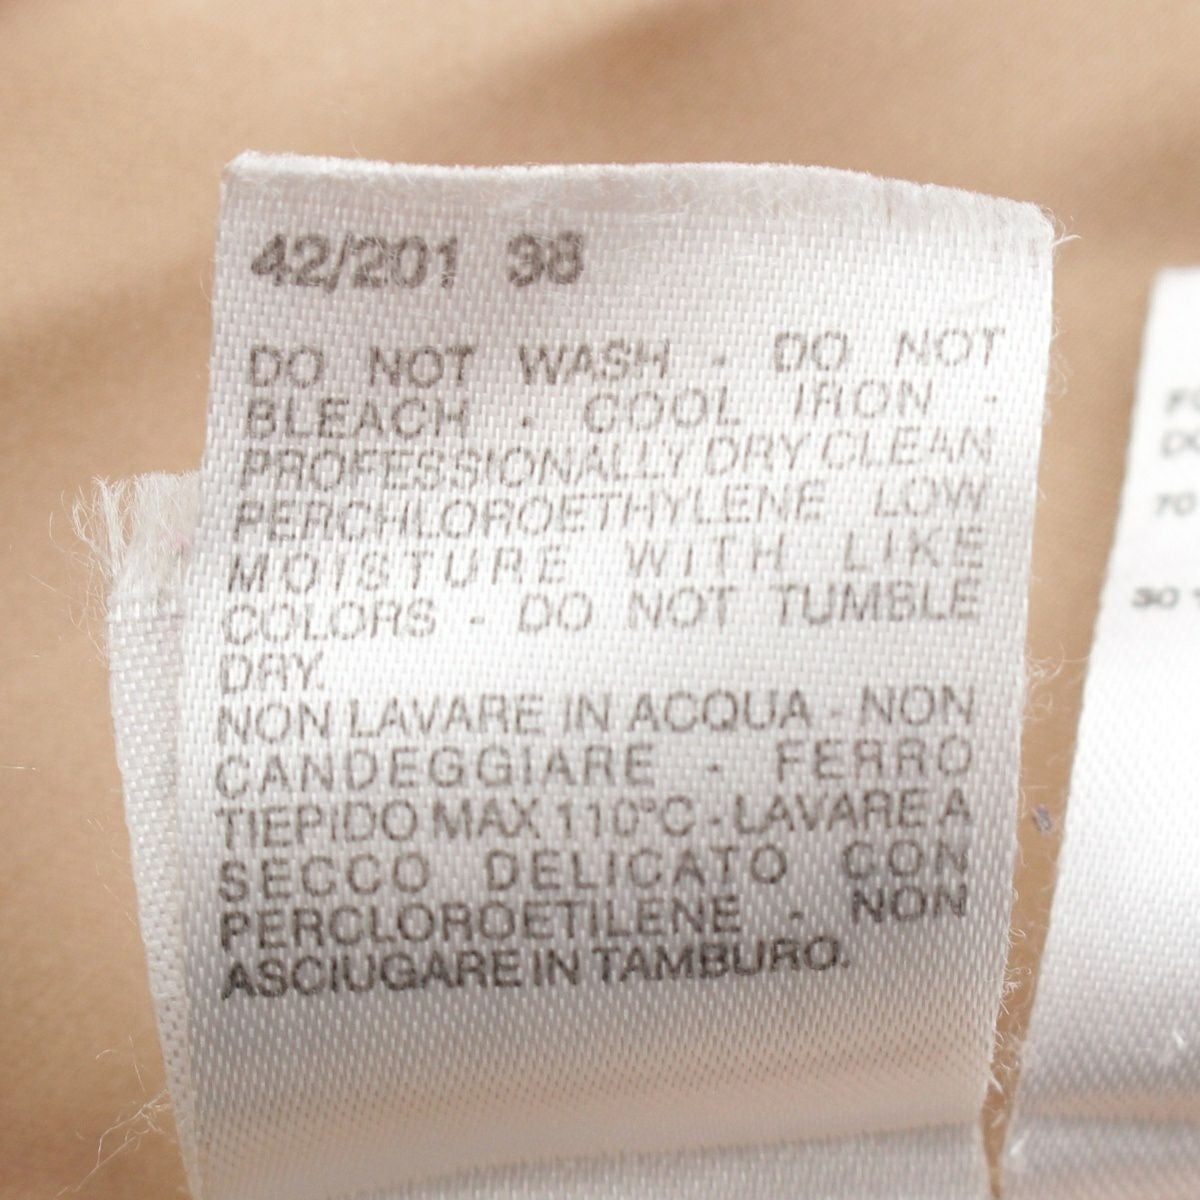 42/201 38
DO NOT WASH - DO NOT
BLEACH - COOL IRON -
PROFESSIONALLY DRY CLEAN
PERCHLOROETHYLENE LOW
MOISTURE WITH LIKE
COLORS - DO NOT TUMBLE
DRY.
NON LAVARE IN ACQUA - NON
CANDEGGIARE - FERRO
TIEPIDO MAX 110°C - LAVARE A
SECCO DELICATO CON
PERCLOROETILENE - NON
ASCIUGARE IN TAMBURO.
70